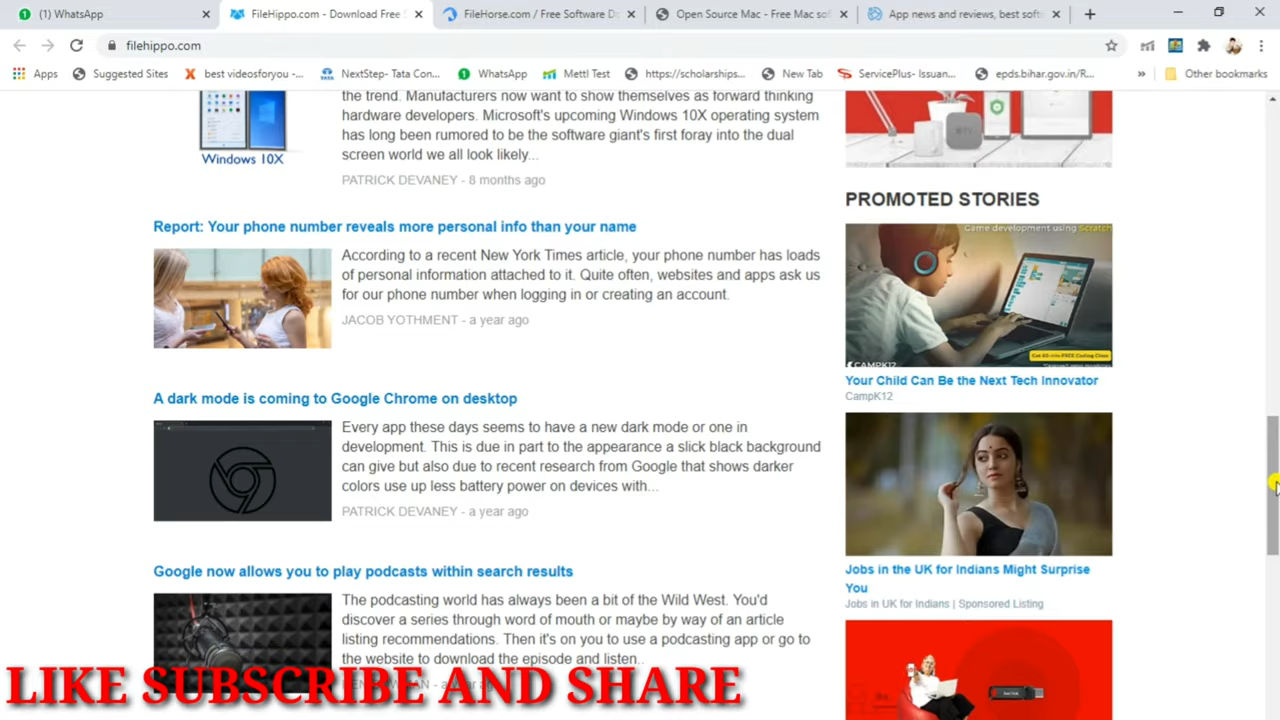 (1) WhatsApp
FileHippo.com - Download Free
FileHorse.com / Free Software Do
Open Source Mac - Free Mac sof
App news and reviews, best softw
filehippo.com
Apps
Suggested Sites
best videosforyou -...
NextStep- Tata Con...
WhatsApp
Mettl Test
https://scholarships...
New Tab
ServicePlus- Issuan...
epds.bihar.gov.in/R...
»
Other bookmarks
Windows 10X
the trend. Manufacturers now want to show themselves as forward thinking
hardware developers. Microsoft's upcoming Windows 10X operating system
has long been rumored to be the software giant's first foray into the dual
screen world we all look likely...
PATRICK DEVANEY - 8 months ago
Report: Your phone number reveals more personal info than your name
According to a recent New York Times article, your phone number has loads
of personal information attached to it. Quite often, websites and apps ask us
for our phone number when logging in or creating an account.
JACOB YOTHMENT - a year ago
A dark mode is coming to Google Chrome on desktop
Every app these days seems to have a new dark mode or one in
development. This is due in part to the appearance a slick black background
can give but also due to recent research from Google that shows darker
colors use up less battery power on devices with...
PATRICK DEVANEY - a year ago
Google now allows you to play podcasts within search results
The podcasting world has always been a bit of the Wild West. You'd
discover a series through word of mouth or maybe by way of an article
listing recommendations. Then it's on you to use a podcasting app or go to
the website to download the episode and listen..
PROMOTED STORIES
Game development using Scratch
CAMPK12
Your Child Can Be the Next Tech Innovator
CampK12
Jobs in the UK for Indians Might Surprise
You
Jobs in UK for Indians | Sponsored Listing
LIKE SUBSCRIBE AND SHARE